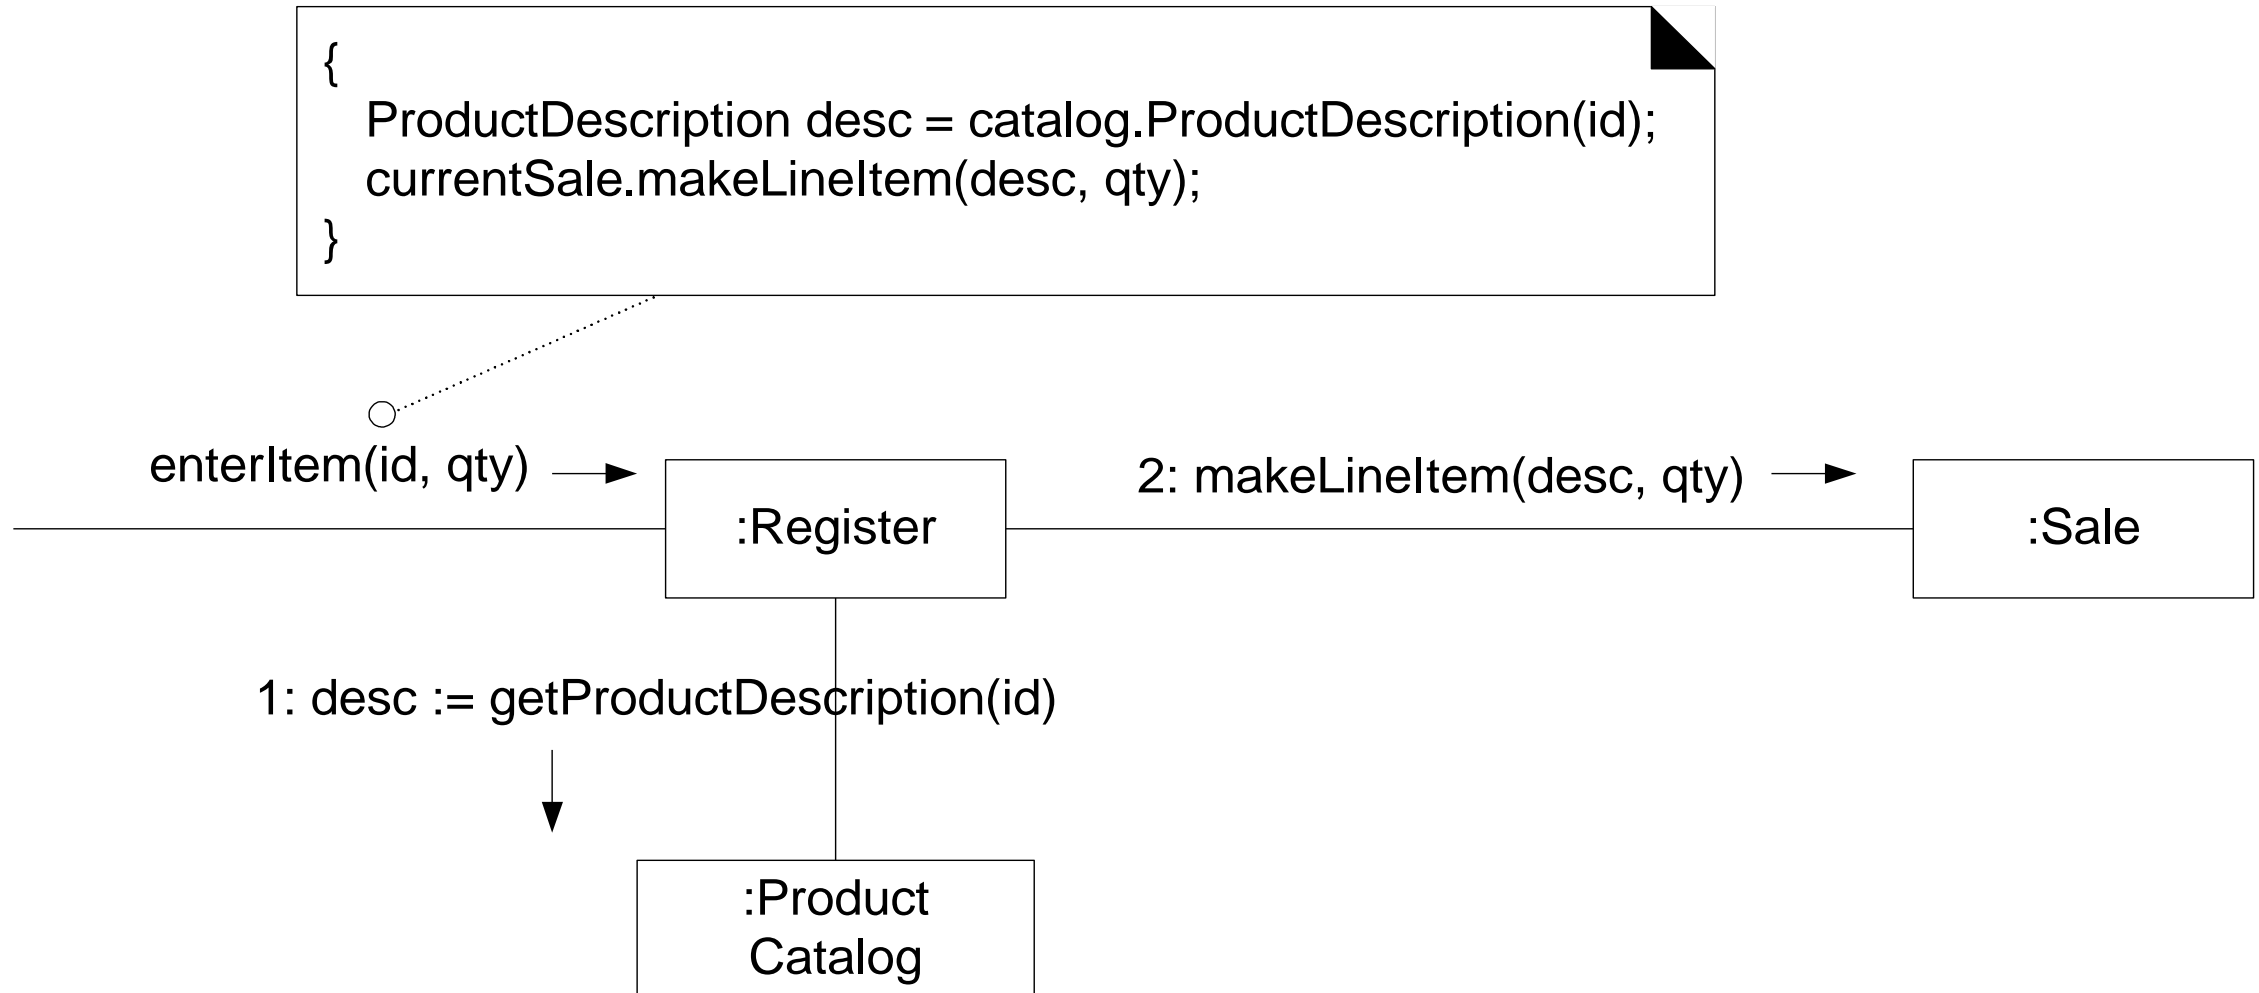 {
ProductDescription desc = catalog.ProductDescription(id);
currentSale.makeLineItem(desc, qty);
}
enterItem(id, qty)
2: makeLineItem(desc, qty)
:Register
:Sale
1: desc := getProductDescription(id)
:Product
Catalog